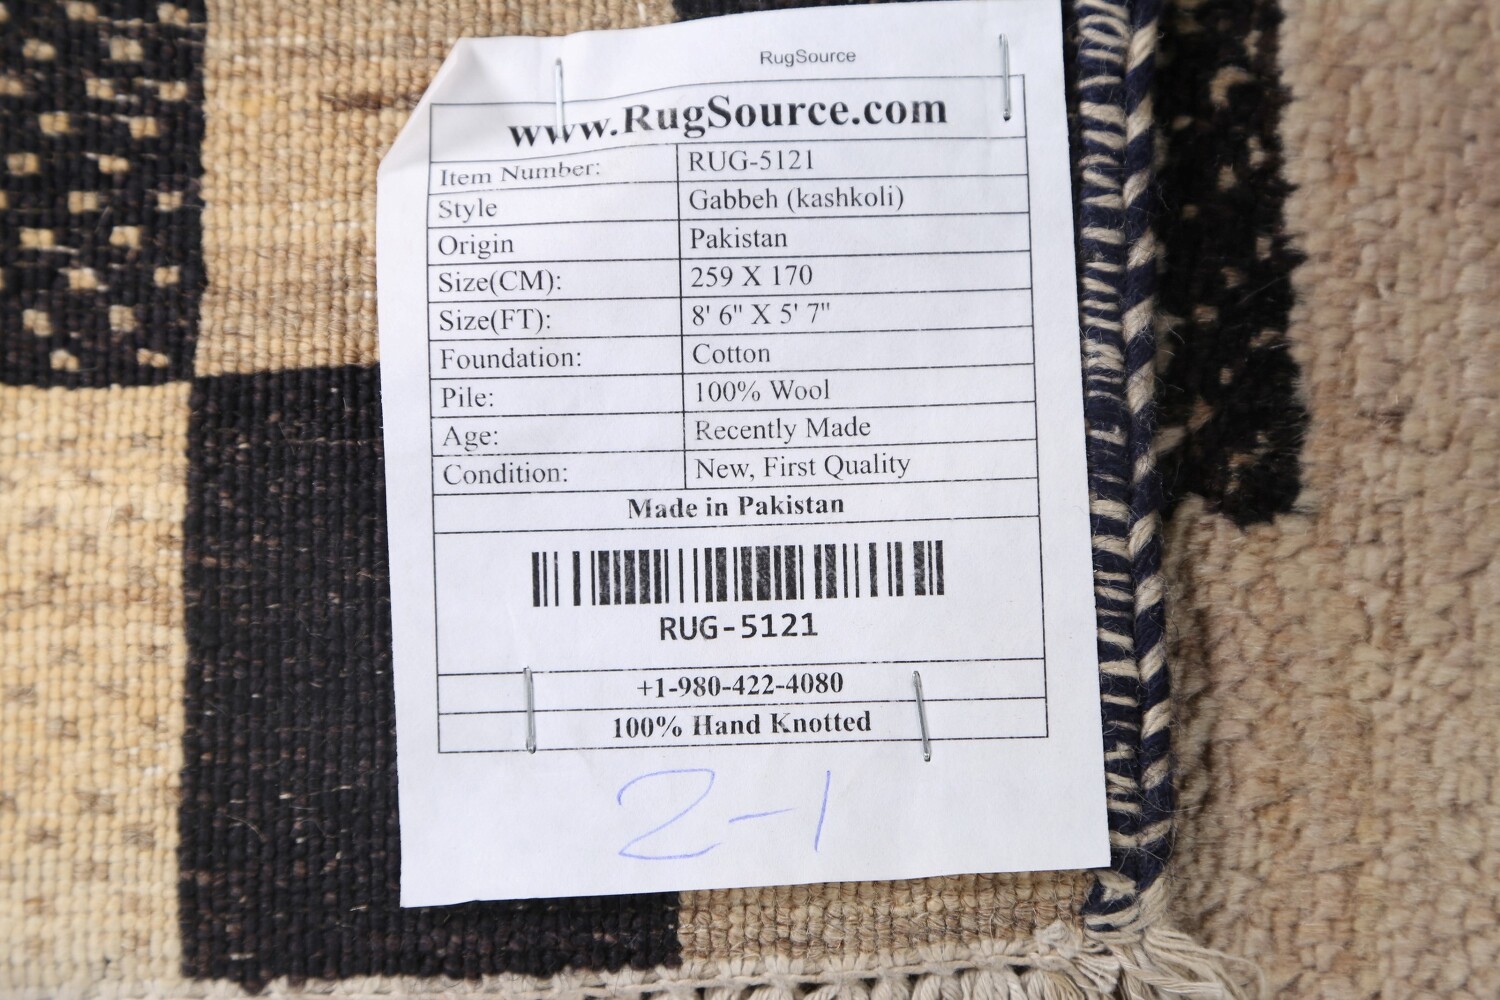 RugSource
www.RugSource.com
Item Number: RUG-5121
Style Gabbeh (kashkoli)
Origin Pakistan
Size(CM): 259 X 170
Size(FT): 8' 6" X 5' 7"
Foundation: Cotton
Pile: 100% Wool
Age: Recently Made
Condition: New, First Quality
Made in Pakistan
RUG-5121
+1-980-422-4080
100% Hand Knotted
2-1